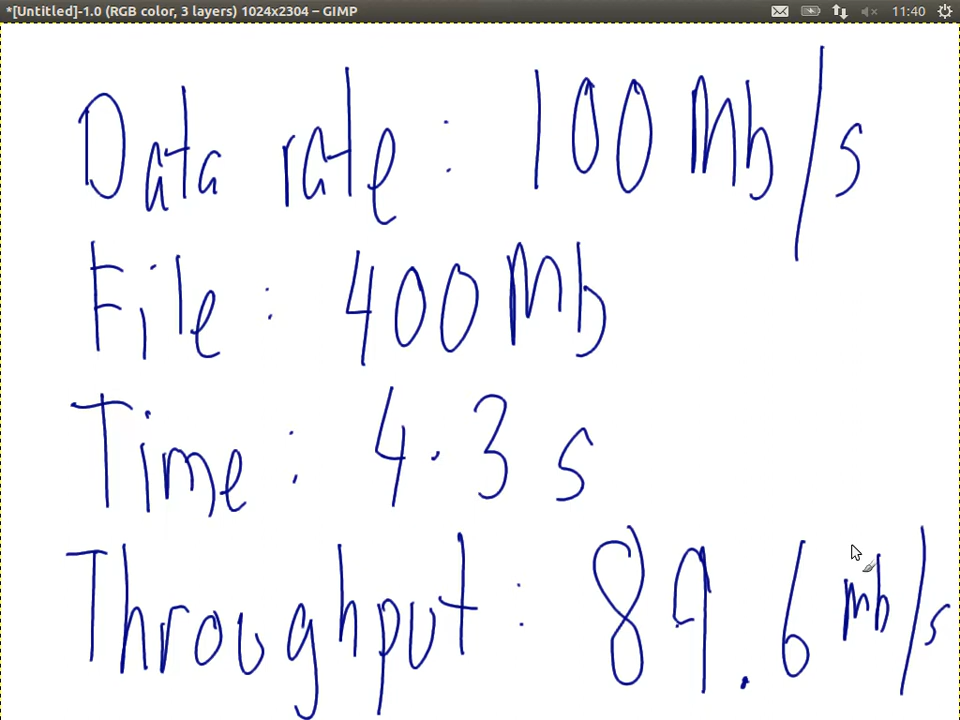 *[Untitled]-1.0 (RGB color, 3 layers) 1024x2304 – GIMP 11:40
Data rate: 100 Mb/s
File: 400 Mb
Time: 4.3 s
Throughput: 89.6 mb/s